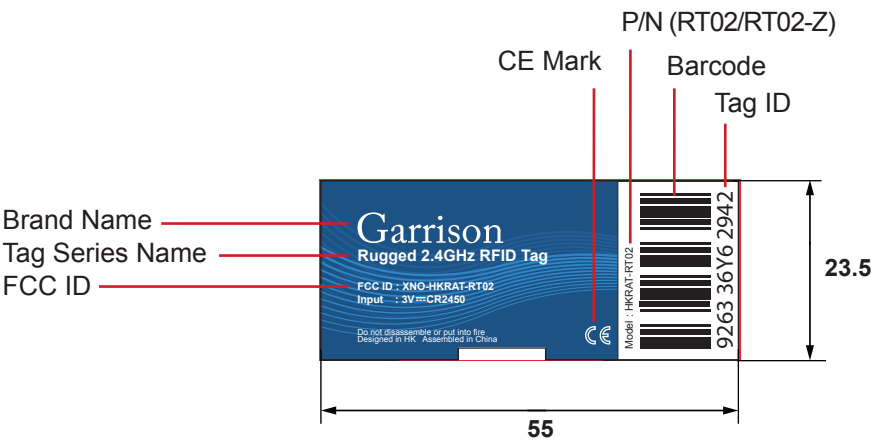 P/N (RT02/RT02-Z)
CE Mark
Barcode
Tag ID
Brand Name
Tag Series Name
FCC ID
Garrison
Rugged 2.4GHz RFID Tag
FCC ID : XNO-HKRAT-RT02
Input : 3V⎓CR2450
Do not disassemble or put into fire
Designed in HK Assembled in China
CE
Model : HKRAT-RT02
9263 36Y6 2942
23.5
55